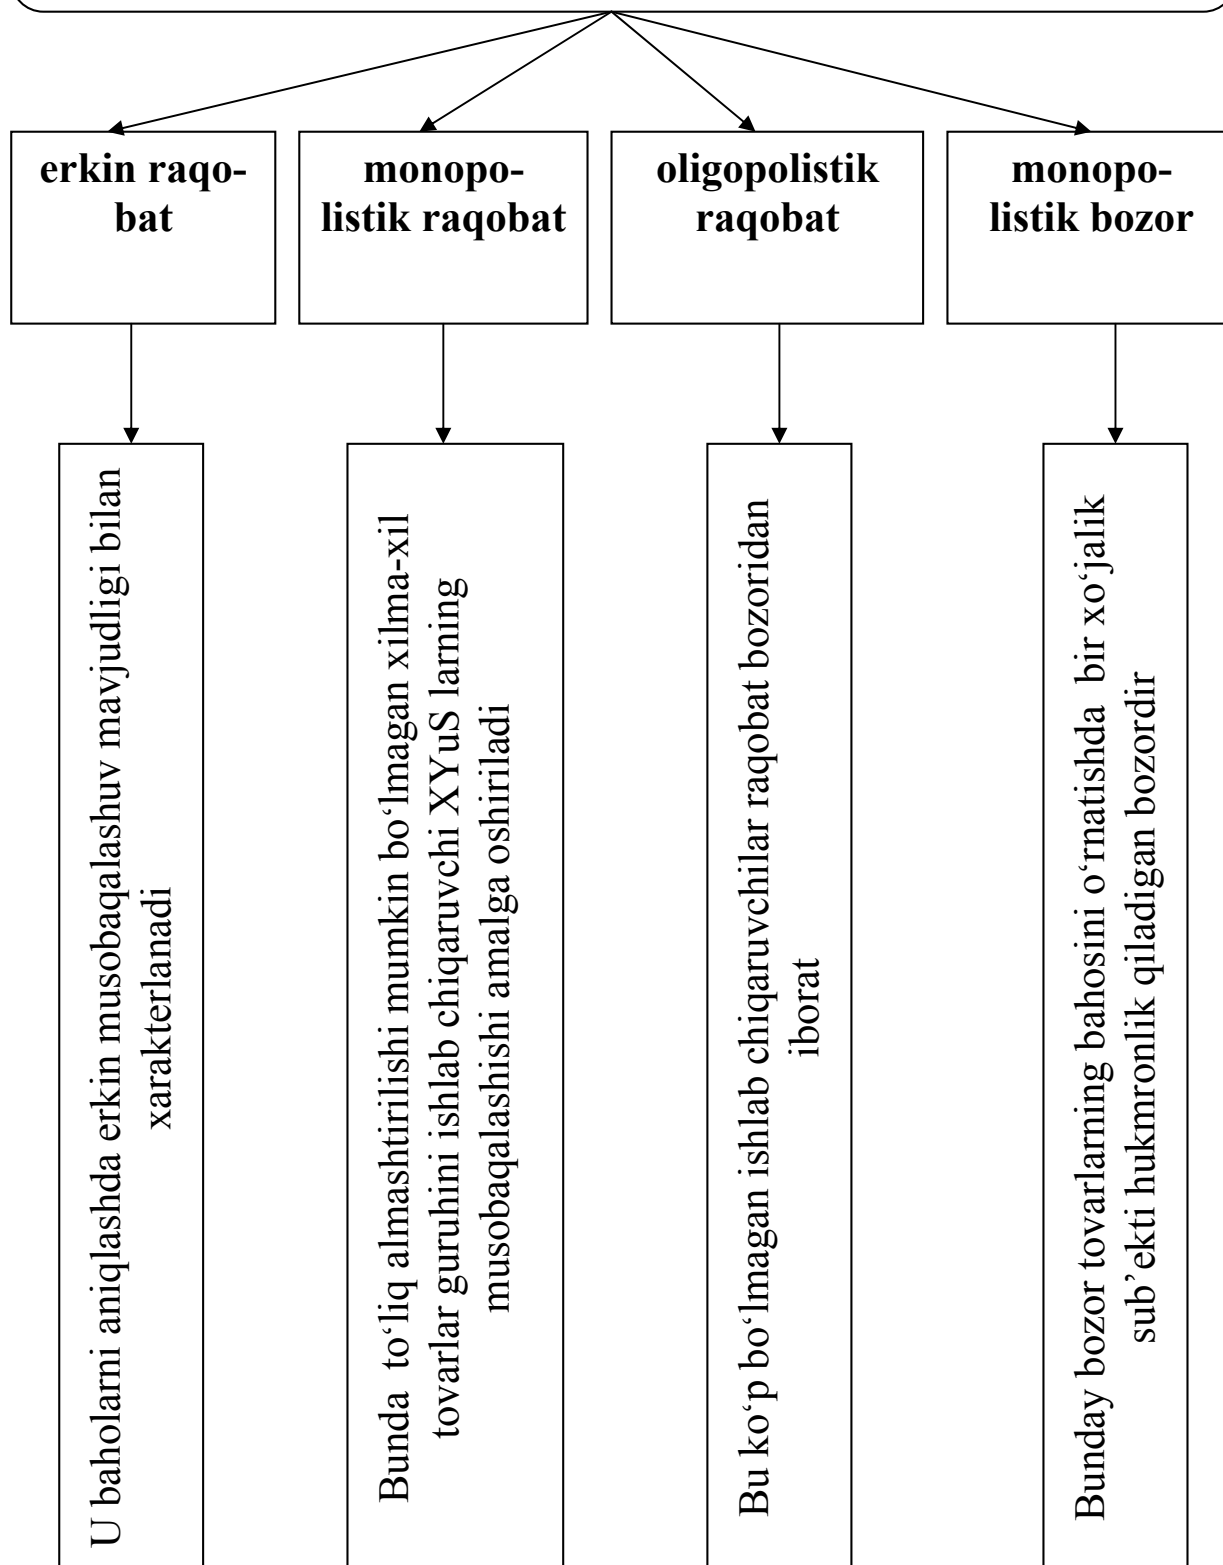 erkin raqo-
bat
monopo-
listik raqobat
oligopolistik
raqobat
monopo-
listik bozor
U baholarni aniqlashda erkin musobaqalashuv mavjudligi bilan
xarakterlanadi
Bunda to‘liq almashtirilishi mumkin bo‘lmagan xilma-xil
tovarlar guruhini ishlab chiqaruvchi XYuS larning
musobaqalashishi amalga oshiriladi
Bu ko‘p bo‘lmagan ishlab chiqaruvchilar raqobat bozoridan
iborat
Bunday bozor tovarlarning bahosini o‘rnatishda bir xo‘jalik
sub’ekti hukmronlik qiladigan bozordir